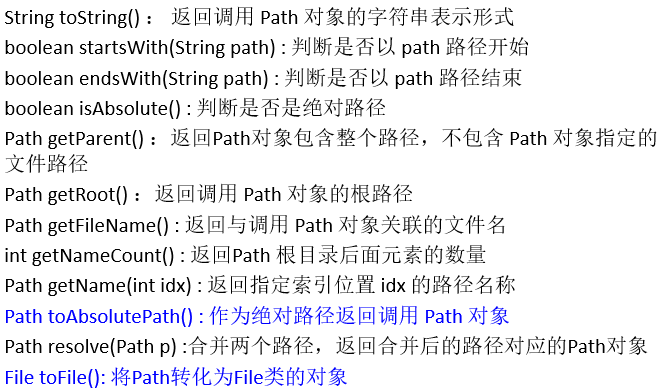 String toString() ： 返回调用 Path 对象的字符串表示形式
boolean startsWith(String path) : 判断是否以 path 路径开始
boolean endsWith(String path) : 判断是否以 path 路径结束
boolean isAbsolute() : 判断是否是绝对路径
Path getParent() ：返回Path对象包含整个路径，不包含 Path 对象指定的
文件路径
Path getRoot() ：返回调用 Path 对象的根路径
Path getFileName() : 返回与调用 Path 对象关联的文件名
int getNameCount() : 返回Path 根目录后面元素的数量
Path getName(int idx) : 返回指定索引位置 idx 的路径名称
Path toAbsolutePath() : 作为绝对路径返回调用 Path 对象
Path resolve(Path p) :合并两个路径，返回合并后的路径对应的Path对象
File toFile(): 将Path转化为File类的对象